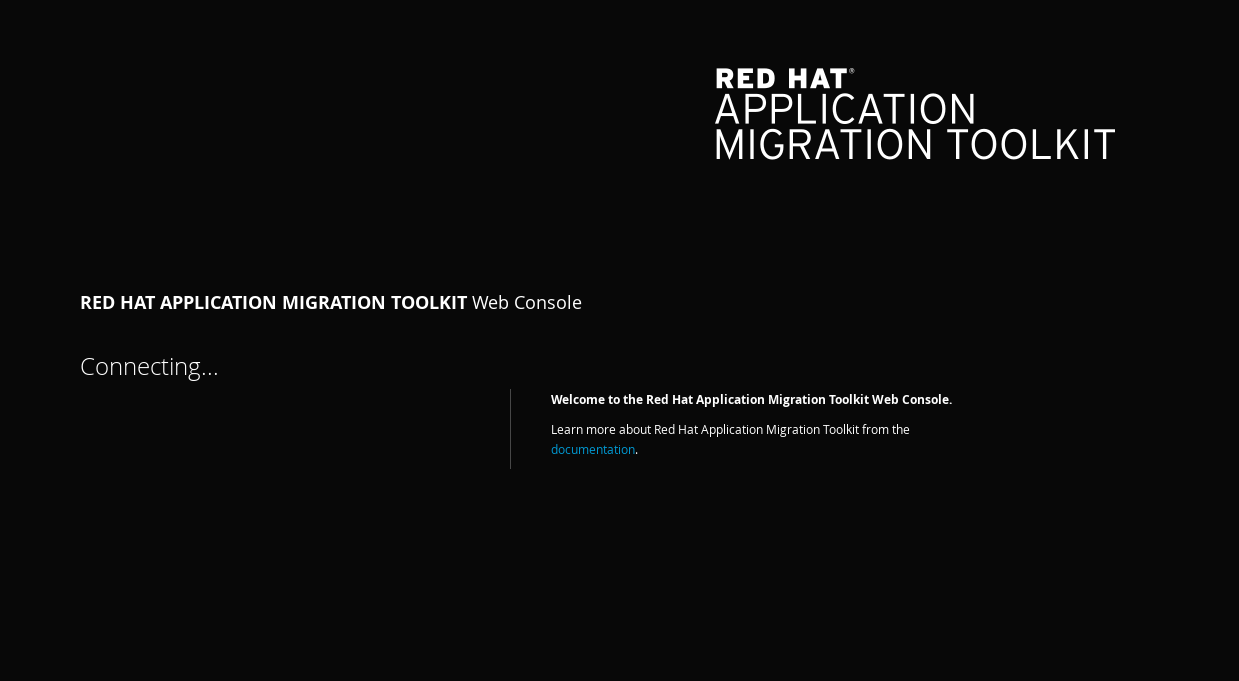 RED HAT®
APPLICATION
MIGRATION TOOLKIT
RED HAT APPLICATION MIGRATION TOOLKIT Web Console
Connecting...
Welcome to the Red Hat Application Migration Toolkit Web Console.
Learn more about Red Hat Application Migration Toolkit from the
documentation.